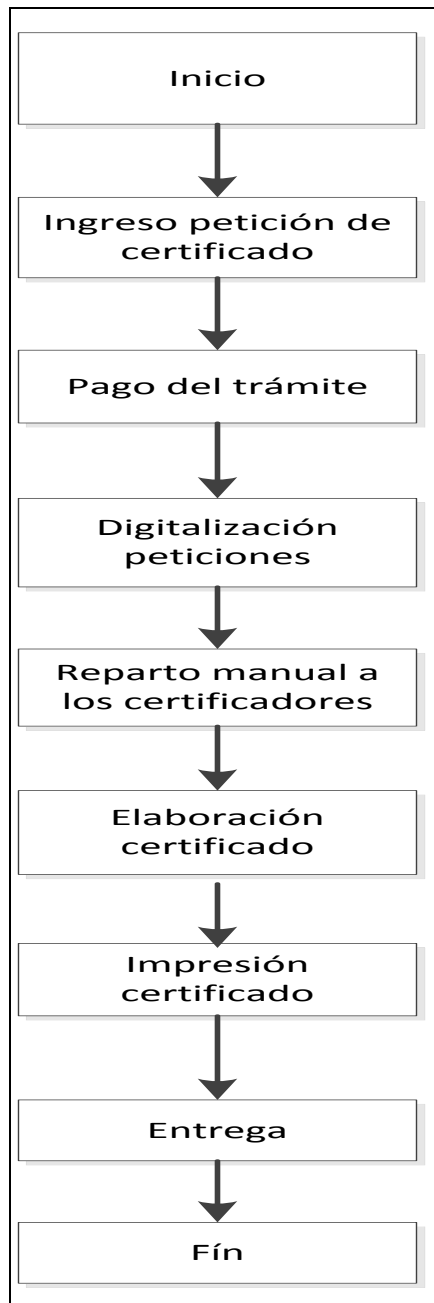 Inicio
Ingreso petición de
certificado
Pago del trámite
Digitalización
peticiones
Reparto manual a
los certificadores
Elaboración
certificado
Impresión
certificado
Entrega
Fín